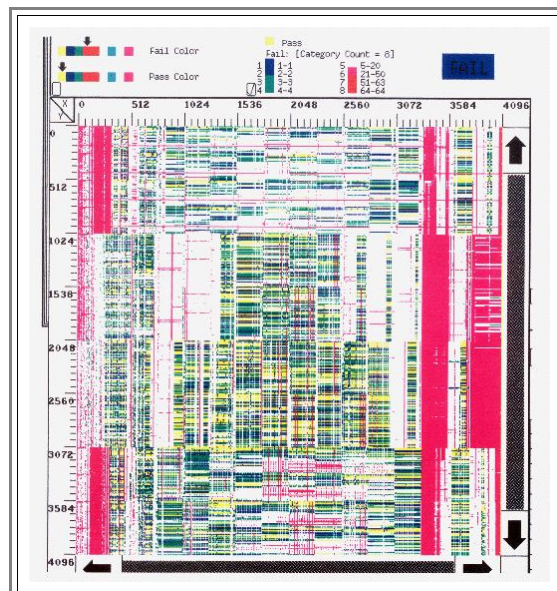 Pass
Fail Color
Fail: [Category Count = 8]
1 1-1 5 5-20
2 2-2 6 21-50
Pass Color
3 3-3 7 51-63
4 4-4 8 64-64
FAIL
X
Y
0 512 1024 1536 2048 2560 3072 3584 4096
0
512
1024
1536
2048
2560
3072
3584
4096